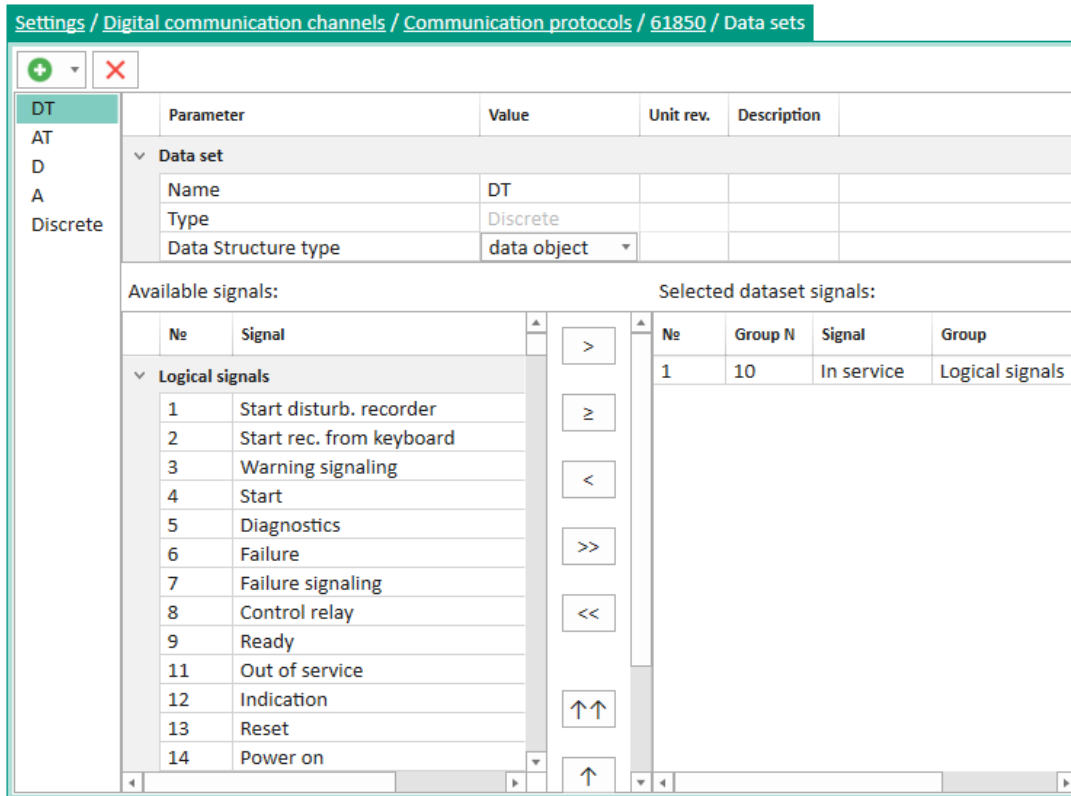 Settings / Digital communication channels / Communication protocols / 61850 / Data sets
DT
AT
D
A
Discrete
Parameter Value Unit rev. Description
Data set
Name DT
Type Discrete
Data Structure type data object
Available signals: Selected dataset signals:
№ Signal
Logical signals
1 Start disturb. recorder
2 Start rec. from keyboard
3 Warning signaling
4 Start
5 Diagnostics
6 Failure
7 Failure signaling
8 Control relay
9 Ready
11 Out of service
12 Indication
13 Reset
14 Power on
>
≥
<
>>
<<
↑↑
↑
№ Group N Signal Group
1 10 In service Logical signals